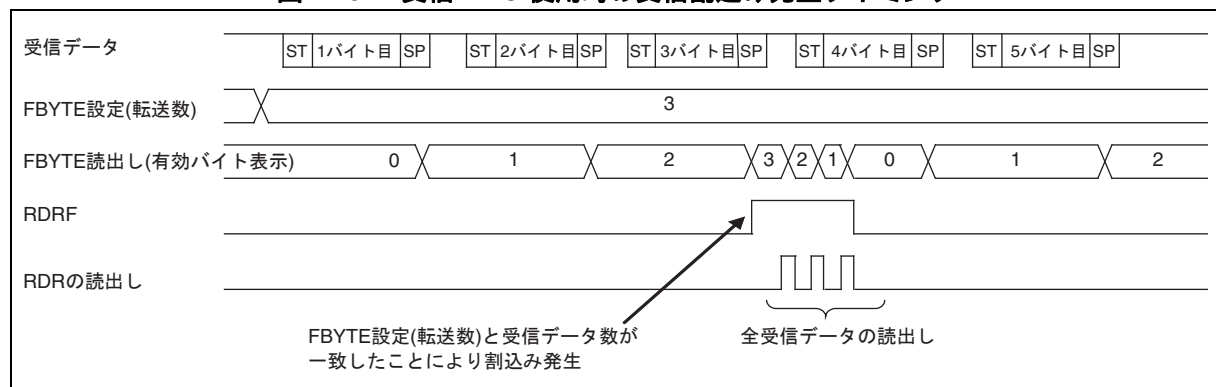 受信データ
ST 1バイト目 SP ST 2バイト目 SP ST 3バイト目 SP ST 4バイト目 SP ST 5バイト目 SP
FBYTE設定(転送数) 3
FBYTE読出し(有効バイト表示) 0 1 2 3 2 1 0 1 2
RDRF
RDRの読出し
FBYTE設定(転送数)と受信データ数が
一致したことにより割込み発生
全受信データの読出し